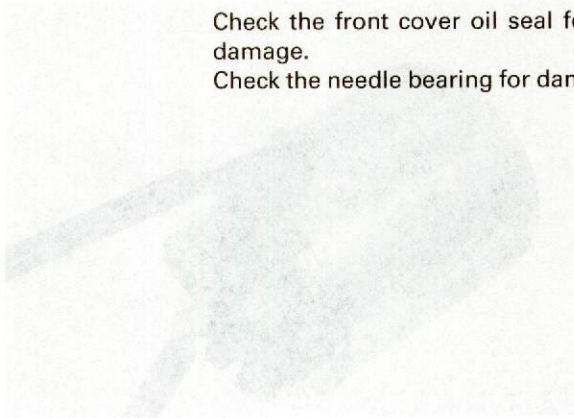 Check the front cover oil seal
damage.
Check the needle bearing for